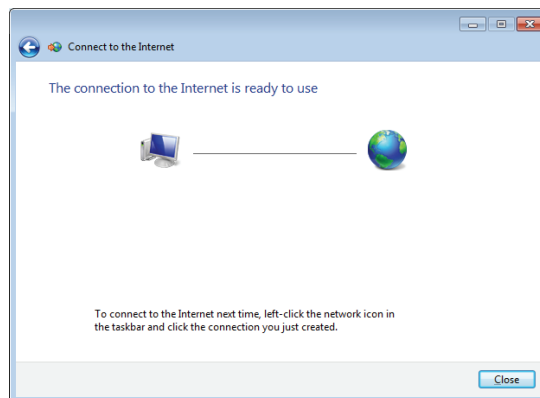 Connect to the Internet
The connection to the Internet is ready to use
To connect to the Internet next time, left-click the network icon in
the taskbar and click the connection you just created.
Close